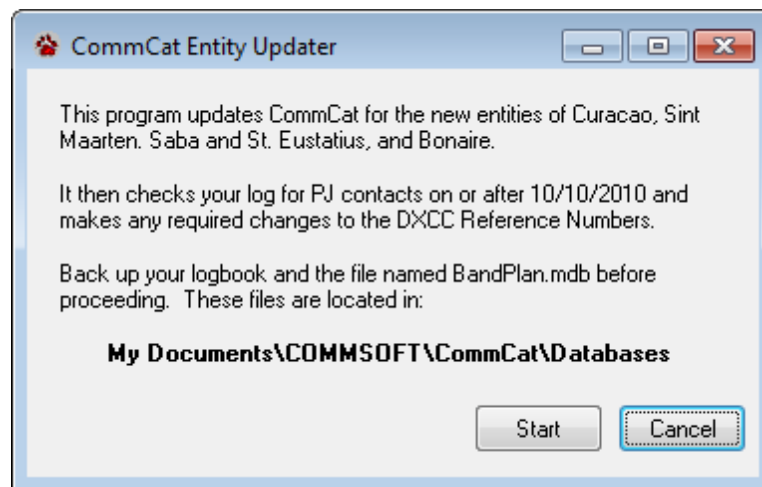 CommCat Entity Updater
This program updates CommCat for the new entities of Curacao, Sint
Maarten. Saba and St. Eustatius, and Bonaire.
It then checks your log for PJ contacts on or after 10/10/2010 and
makes any required changes to the DXCC Reference Numbers.
Back up your logbook and the file named BandPlan.mdb before
proceeding.  These files are located in:
My Documents\COMMSOFT\CommCat\Databases
Start
Cancel